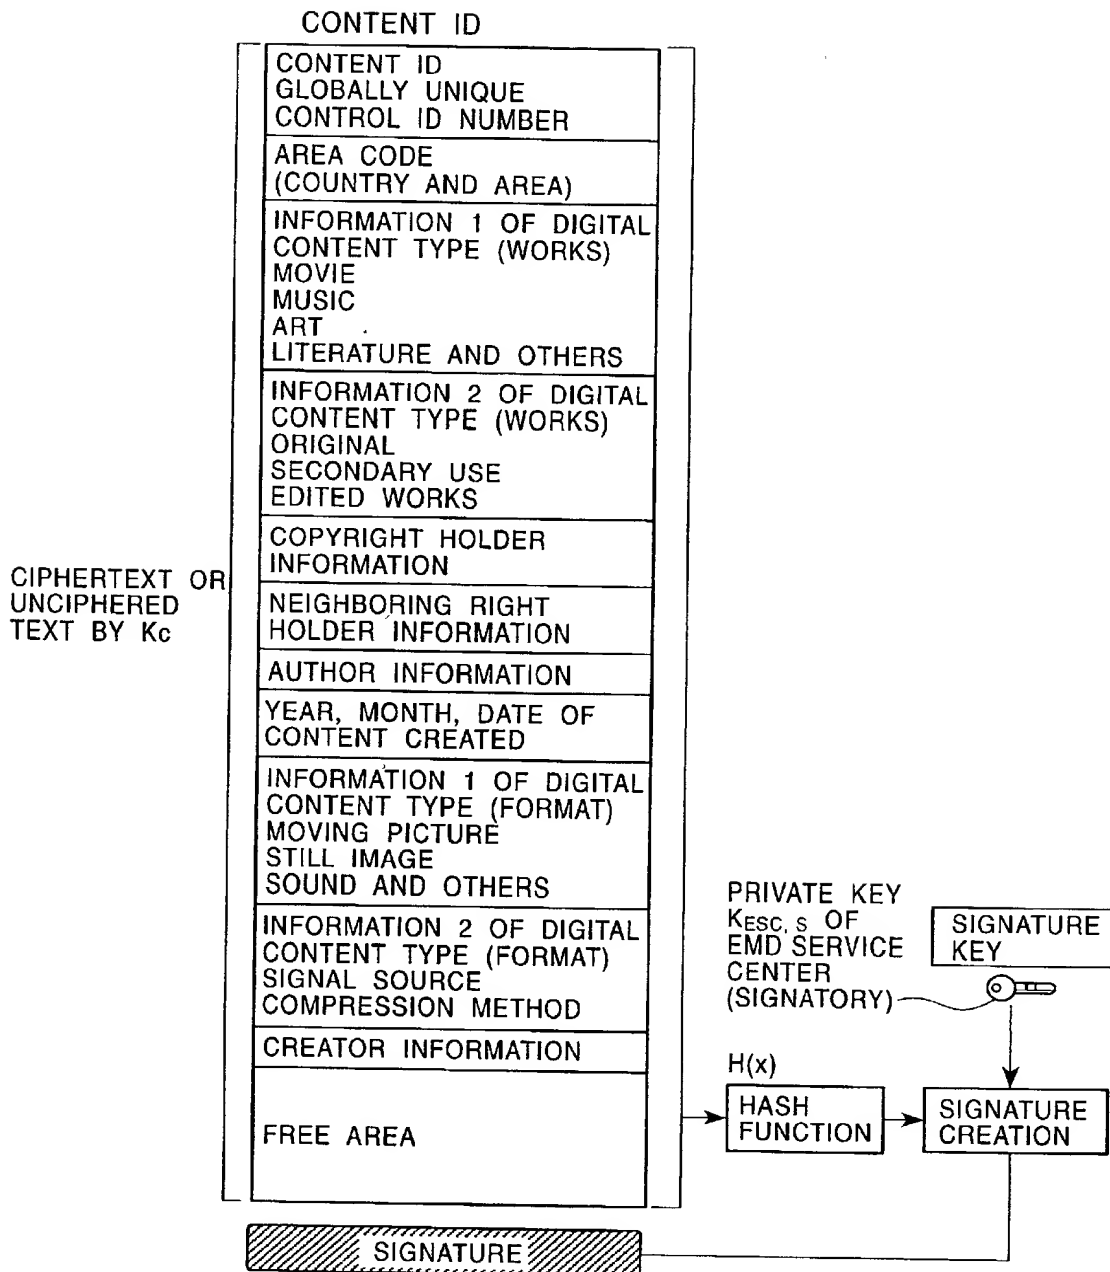 CONTENT ID
CONTENT ID
GLOBALLY UNIQUE
CONTROL ID NUMBER
AREA CODE
(COUNTRY AND AREA)
INFORMATION 1 OF DIGITAL
CONTENT TYPE (WORKS)
MOVIE
MUSIC
ART
LITERATURE AND OTHERS
INFORMATION 2 OF DIGITAL
CONTENT TYPE (WORKS)
ORIGINAL
SECONDARY USE
EDITED WORKS
COPYRIGHT HOLDER
INFORMATION
NEIGHBORING RIGHT
HOLDER INFORMATION
AUTHOR INFORMATION
YEAR, MONTH, DATE OF
CONTENT CREATED
INFORMATION 1 OF DIGITAL
CONTENT TYPE (FORMAT)
MOVING PICTURE
STILL IMAGE
SOUND AND OTHERS
INFORMATION 2 OF DIGITAL
CONTENT TYPE (FORMAT)
SIGNAL SOURCE
COMPRESSION METHOD
CREATOR INFORMATION
FREE AREA
CIPHERTEXT OR
UNCIPHERED
TEXT BY Kc
PRIVATE KEY
KESC, S OF
EMD SERVICE
CENTER
(SIGNATORY)
SIGNATURE
KEY
H(x)
HASH
FUNCTION
SIGNATURE
CREATION
SIGNATURE